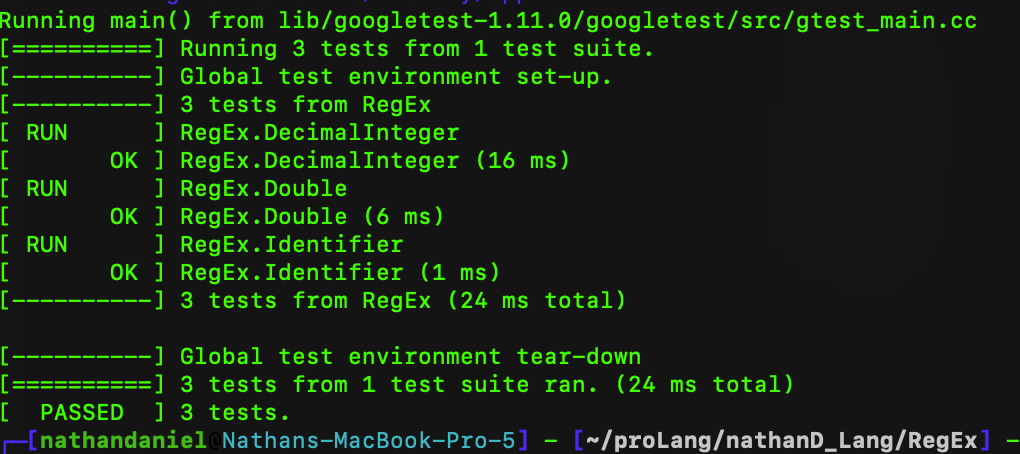 Running main() from lib/googletest-1.11.0/googletest/src/gtest_main.cc
[==========] Running 3 tests from 1 test suite.
[----------] Global test environment set-up.
[----------] 3 tests from RegEx
[ RUN      ] RegEx.DecimalInteger
[       OK ] RegEx.DecimalInteger (16 ms)
[ RUN      ] RegEx.Double
[       OK ] RegEx.Double (6 ms)
[ RUN      ] RegEx.Identifier
[       OK ] RegEx.Identifier (1 ms)
[----------] 3 tests from RegEx (24 ms total)

[----------] Global test environment tear-down
[==========] 3 tests from 1 test suite ran. (24 ms total)
[  PASSED  ] 3 tests.
┌─[nathandaniel@Nathans-MacBook-Pro-5] - [~/proLang/nathanD_Lang/RegEx] -